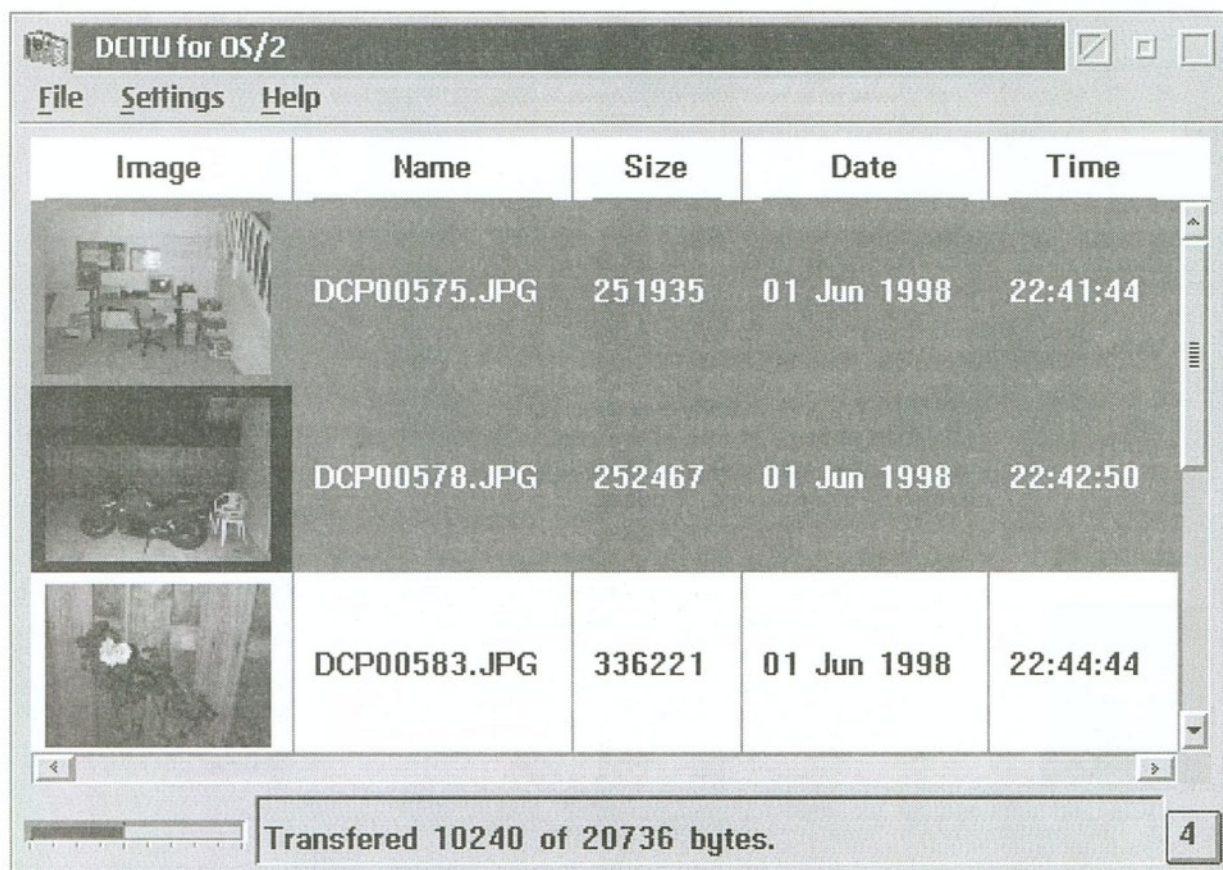 DCITU for OS/2
File Settings Help
Image Name Size Date Time
DCP00575.JPG 251935 01 Jun 1998 22:41:44
DCP00578.JPG 252467 01 Jun 1998 22:42:50
DCP00583.JPG 336221 01 Jun 1998 22:44:44
Transfered 10240 of 20736 bytes.
4